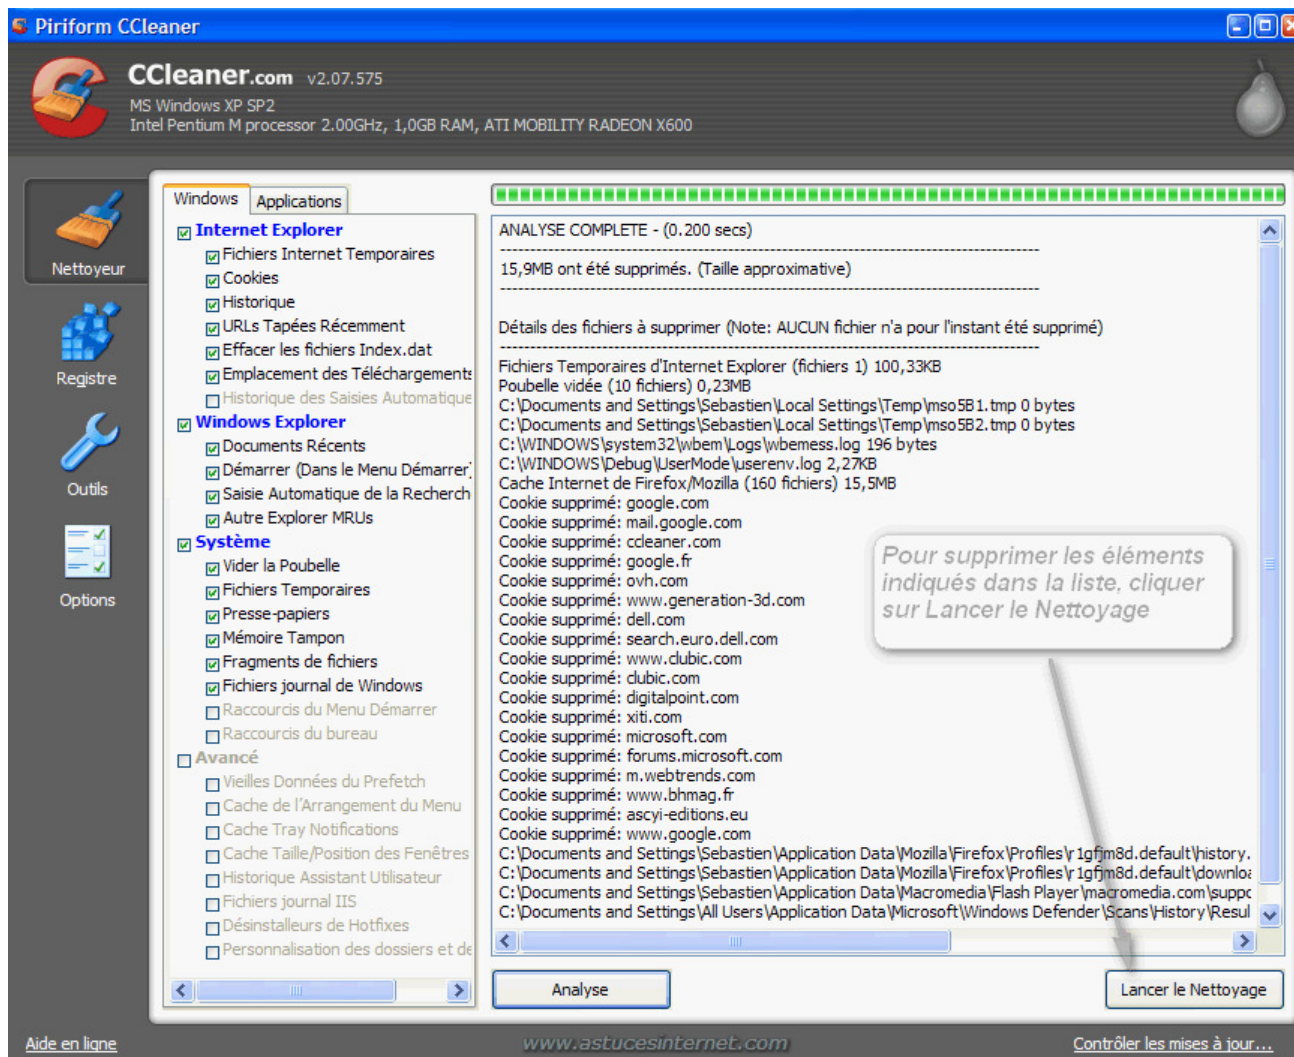 Piriform CCleaner
CCleaner.com v2.07.575
MS Windows XP SP2
Intel Pentium M processor 2.00GHz, 1,0GB RAM, ATI MOBILITY RADEON X600
Nettoyeur
Registre
Outils
Options
Windows
Applications
Internet Explorer
Fichiers Internet Temporaires
Cookies
Historique
URLs Tapées Récemment
Effacer les fichiers Index.dat
Emplacement des Téléchargements
Historique des Saisies Automatique
Windows Explorer
Documents Récents
Démarrer (Dans le Menu Démarrer)
Saisie Automatique de la Recherch
Autre Explorer MRUs
Système
Vider la Poubelle
Fichiers Temporaires
Presse-papiers
Mémoire Tampon
Fragments de fichiers
Fichiers journal de Windows
Raccourcis du Menu Démarrer
Raccourcis du bureau
Avancé
Vieilles Données du Prefetch
Cache de l'Arrangement du Menu
Cache Tray Notifications
Cache Taille/Position des Fenêtres
Historique Assistant Utilisateur
Fichiers journal IIS
Désinstalleurs de Hotfixes
Personnalisation des dossiers et de
ANALYSE COMPLETE - (0.200 secs)
15,9MB ont été supprimés. (Taille approximative)
Détails des fichiers à supprimer (Note: AUCUN fichier n'a pour l'instant été supprimé)
Fichiers Temporaires d'Internet Explorer (fichiers 1) 100,33KB
Poubelle vidée (10 fichiers) 0,23MB
C:\Documents and Settings\Sebastien\Local Settings\Temp\mso5B1.tmp 0 bytes
C:\Documents and Settings\Sebastien\Local Settings\Temp\mso5B2.tmp 0 bytes
C:\WINDOWS\system32\wbem\Logs\wbemess.log 196 bytes
C:\WINDOWS\Debug\UserMode\userenv.log 2,27KB
Cache Internet de Firefox/Mozilla (160 fichiers) 15,5MB
Cookie supprimé: google.com
Cookie supprimé: mail.google.com
Cookie supprimé: ccleaner.com
Cookie supprimé: google.fr
Cookie supprimé: ovh.com
Cookie supprimé: www.generation-3d.com
Cookie supprimé: dell.com
Cookie supprimé: search.euro.dell.com
Cookie supprimé: www.clubic.com
Cookie supprimé: clubic.com
Cookie supprimé: digitalpoint.com
Cookie supprimé: xiti.com
Cookie supprimé: microsoft.com
Cookie supprimé: forums.microsoft.com
Cookie supprimé: m.webtrends.com
Cookie supprimé: www.bhmag.fr
Cookie supprimé: ascyi-editions.eu
Cookie supprimé: www.google.com
C:\Documents and Settings\Sebastien\Application Data\Mozilla\Firefox\Profiles\r1gfjm8d.default\history.
C:\Documents and Settings\Sebastien\Application Data\Mozilla\Firefox\Profiles\r1gfjm8d.default\downloa
C:\Documents and Settings\Sebastien\Application Data\Macromedia\Flash Player\macromedia.com\suppo
C:\Documents and Settings\All Users\Application Data\Microsoft\Windows Defender\Scans\History\Resul
Pour supprimer les éléments
indiqués dans la liste, cliquer
sur Lancer le Nettoyage
Analyse
Lancer le Nettoyage
Aide en ligne
www.astucesinternet.com
Contrôler les mises à jour...